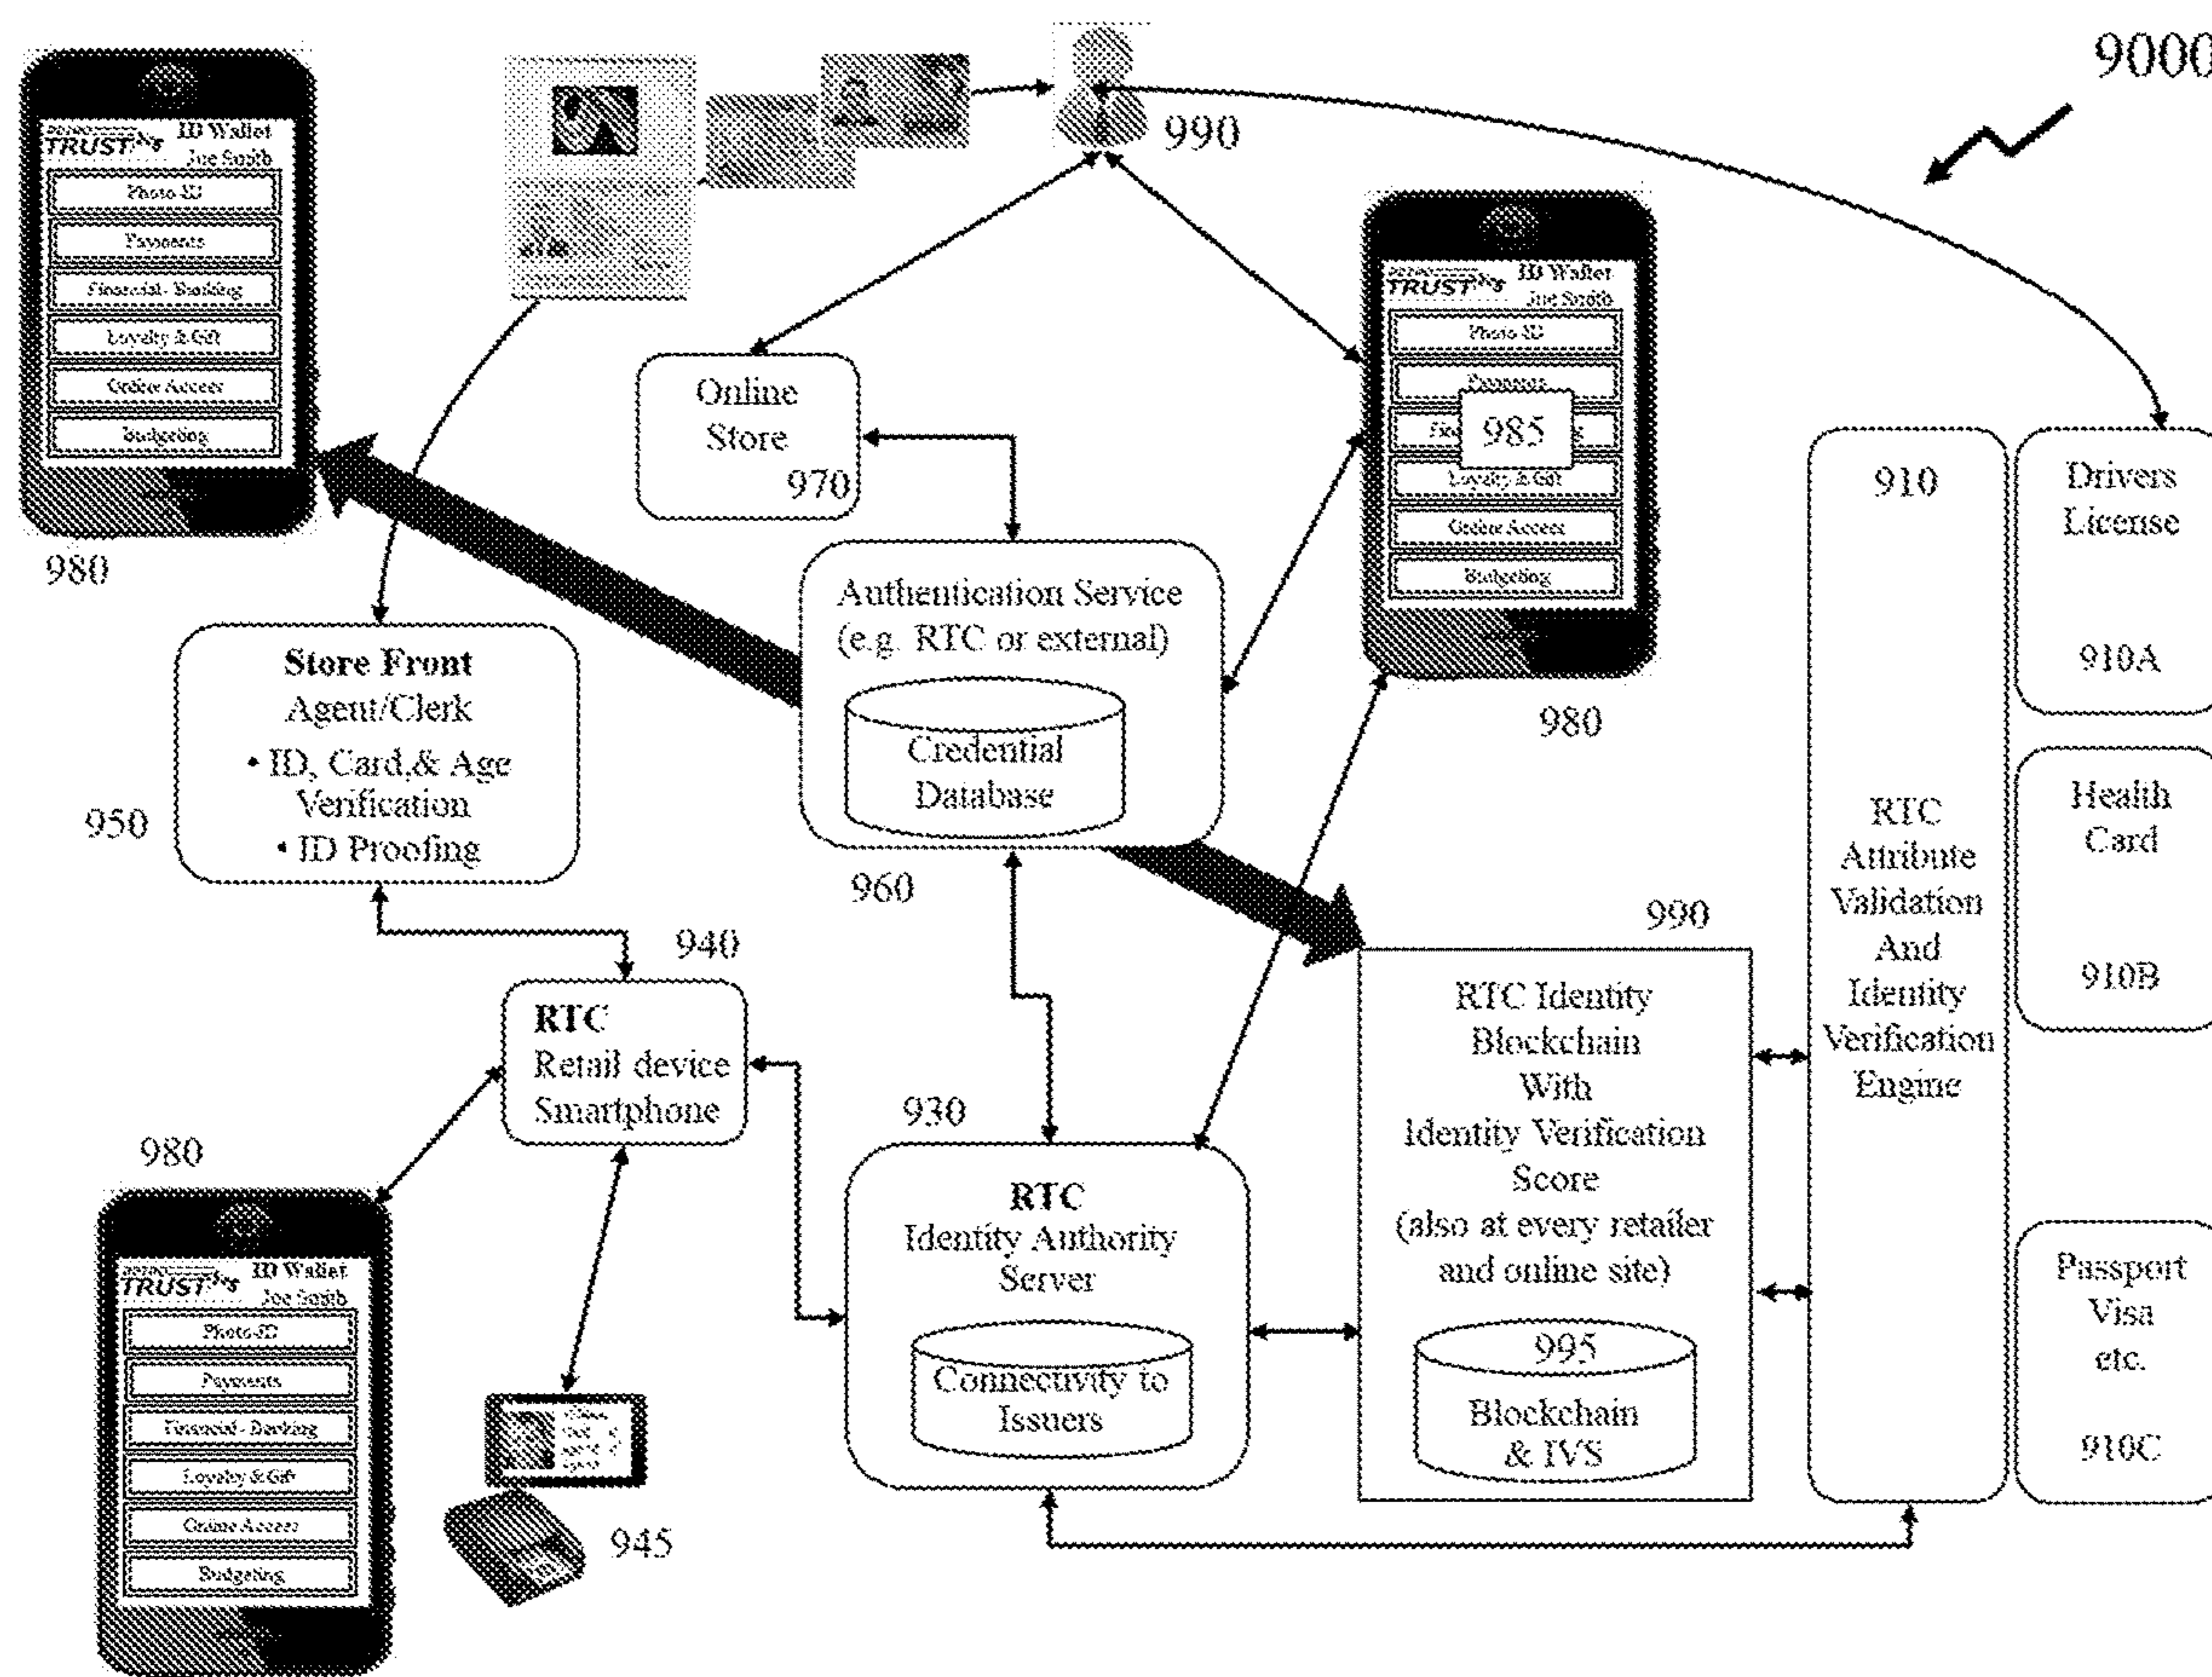 9000
990
TRUST
ID Wallet
Joe Smith
Photo-ID
Payments
Financial - Banking
Loyalty & Gift
Online Access
Budgeting
980
TRUST
ID Wallet
Joe Smith
Photo-ID
Payments
985
Loyalty & Gift
Online Access
Budgeting
980
Online
Store
970
910
RTC
Attribute
Validation
And
Identity
Verification
Engine
Drivers
License
910A
Health
Card
910B
Passport
Visa
etc.
910C
Authentication Service
(e.g. RTC or external)
Credential
Database
960
Store Front
Agent/Clerk
• ID, Card,& Age
Verification
• ID Proofing
950
940
RTC
Retail device
Smartphone
990
RTC Identity
Blockchain
With
Identity Verification
Score
(also at every retailer
and online site)
995
Blockchain
& IVS
930
RTC
Identity Authority
Server
Connectivity to
Issuers
980
TRUST
ID Wallet
Joe Smith
Photo-ID
Payments
Financial - Banking
Loyalty & Gift
Online Access
Budgeting
945